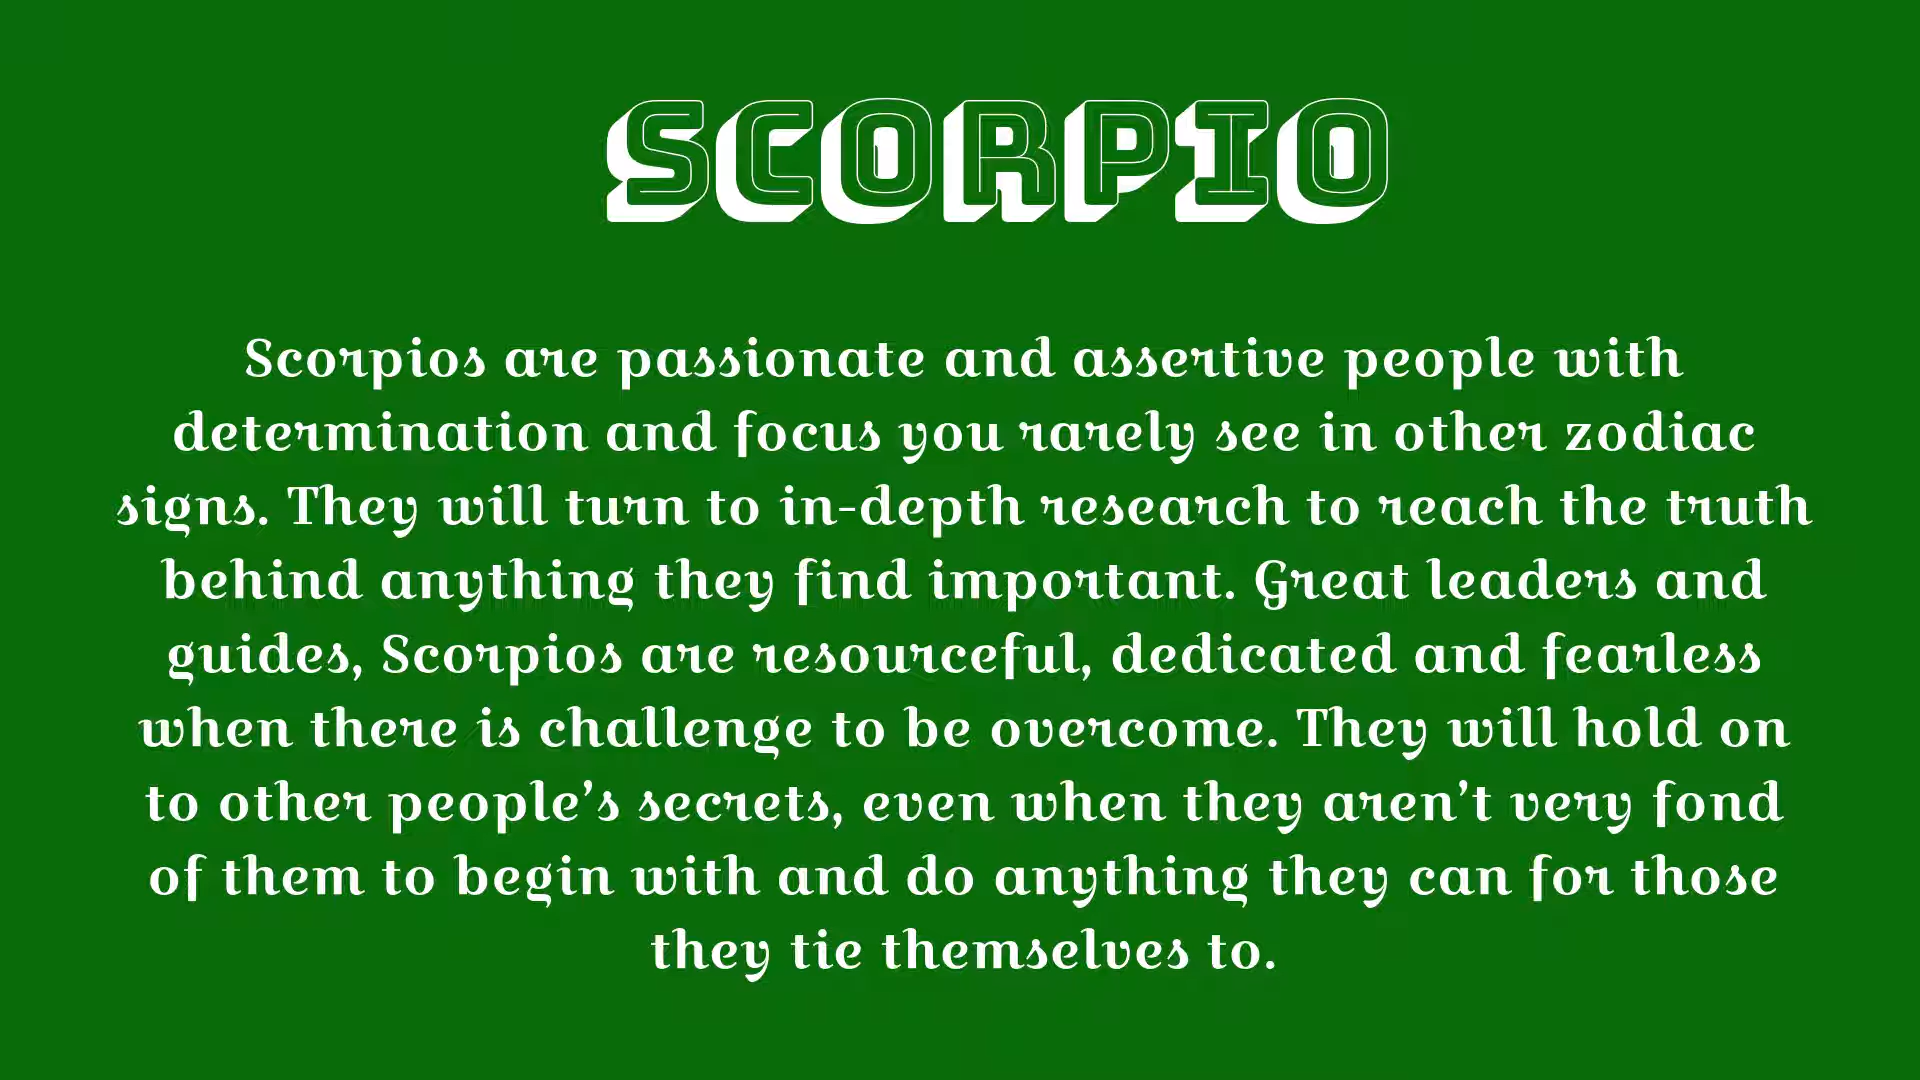 SCORPIO
Scorpios are passionate and assertive people with
determination and focus you rarely see in other zodiac
signs. They will turn to in-depth research to reach the truth
behind anything they find important. Great leaders and
guides, Scorpios are resourceful, dedicated and fearless
when there is challenge to be overcome. They will hold on
to other people’s secrets, even when they aren’t very fond
of them to begin with and do anything they can for those
they tie themselves to.